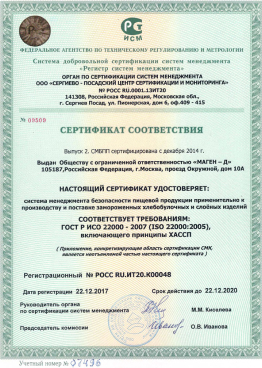 РС
ИСМ
ФЕДЕРАЛЬНОЕ АГЕНТСТВО ПО ТЕХНИЧЕСКОМУ РЕГУЛИРОВАНИЮ И МЕТРОЛОГИИ
Система добровольной сертификации систем менеджмента
«Регистр систем менеджмента»
ОРГАН ПО СЕРТИФИКАЦИИ СИСТЕМ МЕНЕДЖМЕНТА
ООО «СЕРГИЕВО - ПОСАДСКИЙ ЦЕНТР СЕРТИФИКАЦИИ И МОНИТОРИНГА»
№ РОСС RU.0001.13ИТ20
141308, Российская Федерация, Московская обл.,
г. Сергиев Посад, ул. Пионерская, дом 6, оф.409 - 415
СЕРТИФИКАТ СООТВЕТСТВИЯ
Выпуск 2. СМБПП сертифицирована с декабря 2014 г.
Выдан Обществу с ограниченной ответственностью «МАГЕН – Д»
105187,Российская Федерация, г.Москва, проезд Окружной, дом 10А
НАСТОЯЩИЙ СЕРТИФИКАТ УДОСТОВЕРЯЕТ:
система менеджмента безопасности пищевой продукции применительно к
производству и поставке замороженных хлебобулочных и слоёных изделий
СООТВЕТСТВУЕТ ТРЕБОВАНИЯМ:
ГОСТ Р ИСО 22000 - 2007 (ISO 22000:2005),
включающего принципы ХАССП
( Приложение, конкретизирующее область сертификации СМК,
является неотъемлемой частью настоящего сертификата )
Регистрационный № РОСС RU.ИТ20.К00048
Дата регистрации 22.12.2017 Срок действия до 22.12.2020
Руководитель органа
по сертификации систем менеджмента М.М. Киселева
Председатель комиссии О.В. Иванова
Учетный номер № 07496